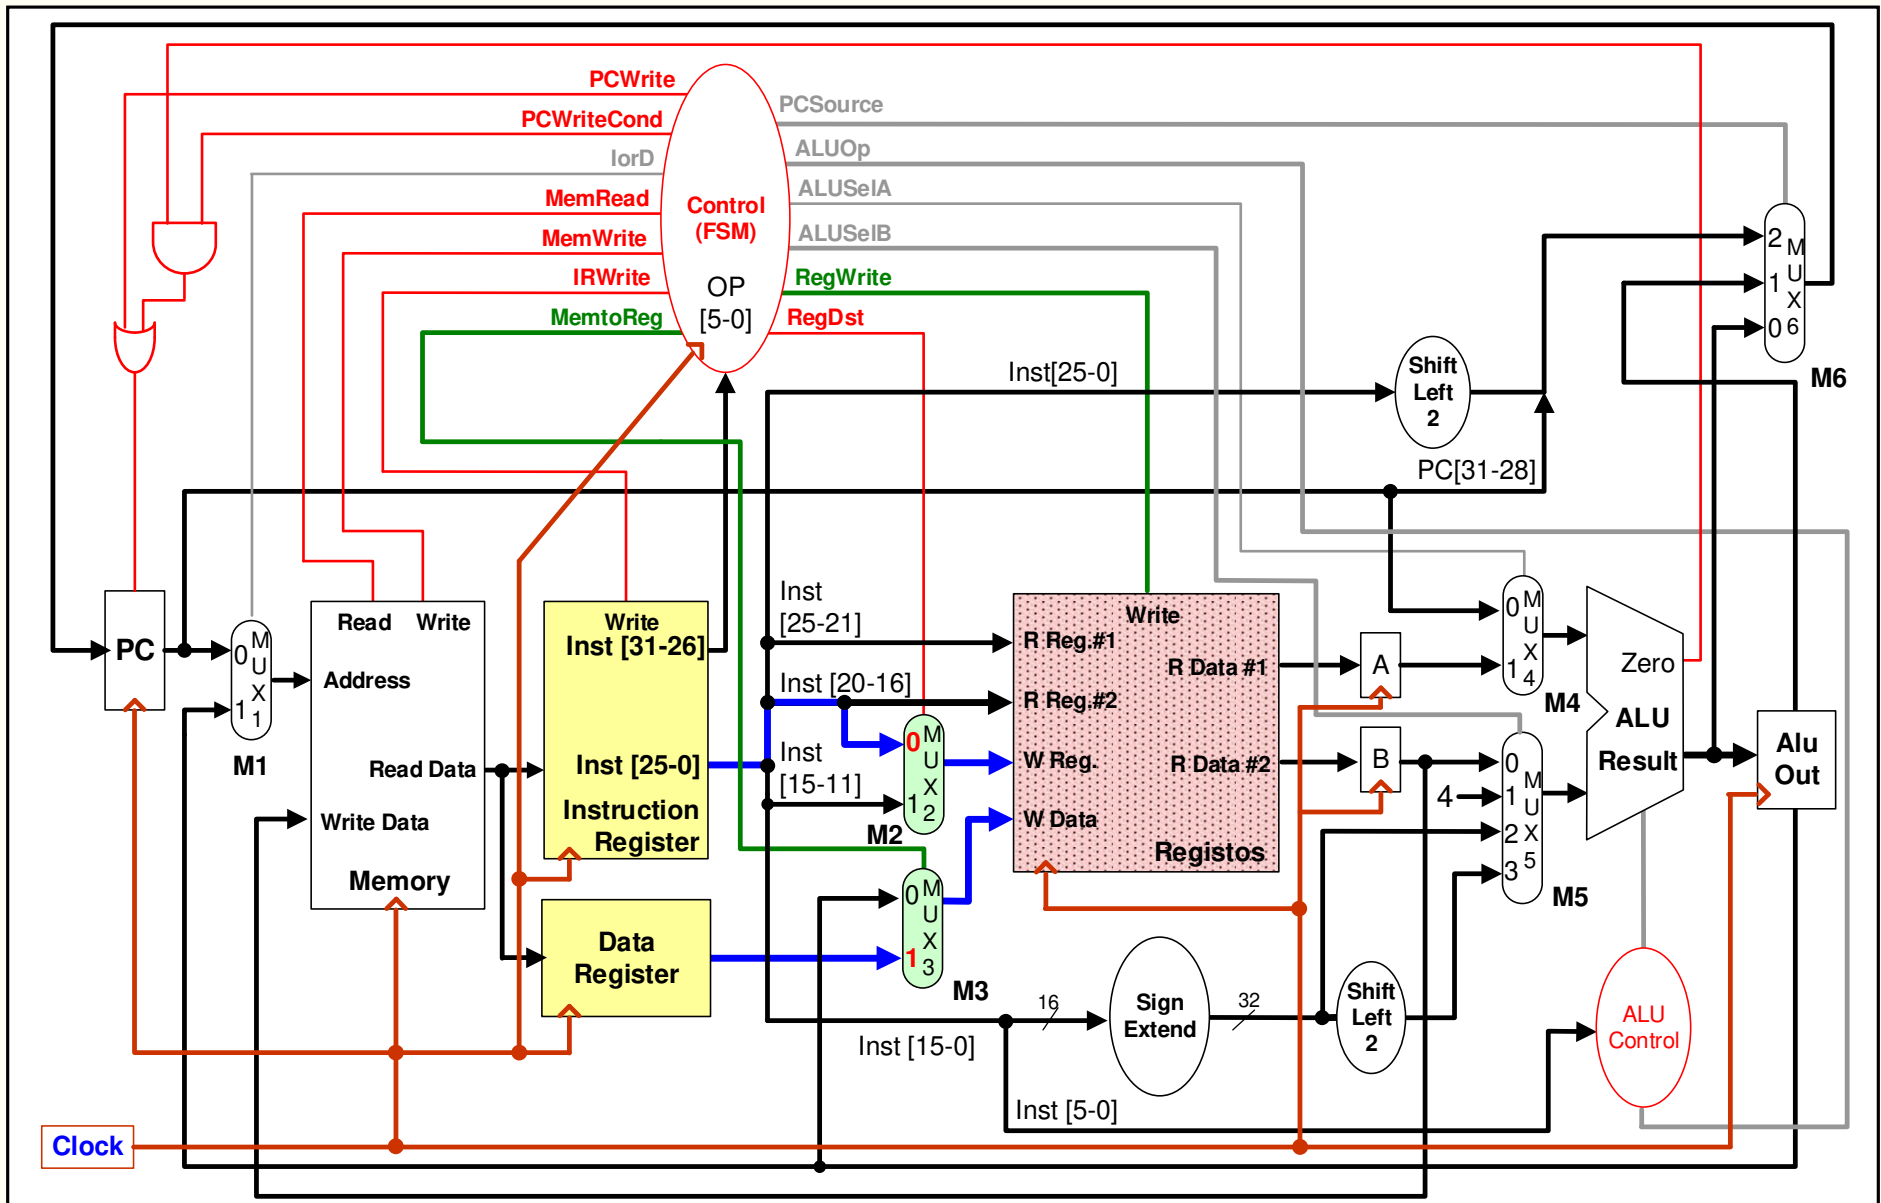 PCWrite
PCWriteCond
IorD
MemRead
MemWrite
IRWrite
MemtoReg
Control
(FSM)
OP
[5-0]
PCSource
ALUOp
ALUSelA
ALUSelB
RegWrite
RegDst
2
1
0
M
U
X
6
M6
Inst[25-0]
Shift
Left
2
PC[31-28]
PC
0
1
M
U
X
1
M1
Read
Write
Address
Read Data
Write Data
Memory
Write
Inst [31-26]
Inst [25-0]
Instruction
Register
Data
Register
Inst
[25-21]
Inst [20-16]
Inst
[15-11]
0
1
M
U
X
2
M2
0
1
M
U
X
3
M3
Write
R Reg.#1
R Reg.#2
W Reg.
W Data
R Data #1
R Data #2
Registos
A
B
4
0
1
M
U
X
4
M4
0
1
2
3
M
U
X
5
M5
Zero
ALU
Result
Alu
Out
Inst [15-0]
16
Sign
Extend
32
Shift
Left
2
ALU
Control
Inst [5-0]
Clock